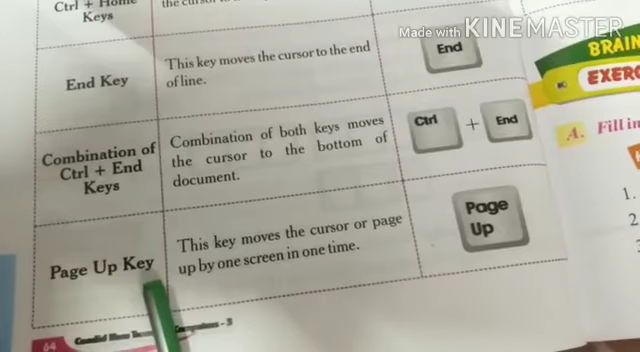 Made with KINEMASTER
Ctrl + Home
Keys
End Key
This key moves the cursor to the end
of line.
End
Combination of
Ctrl + End
Keys
Combination of both keys moves
the cursor to the bottom of
document.
Ctrl + End
Page Up Key
This key moves the cursor or page
up by one screen in one time.
Page
Up
64
BRAIN
EXERC
A. Fill in
1.
2